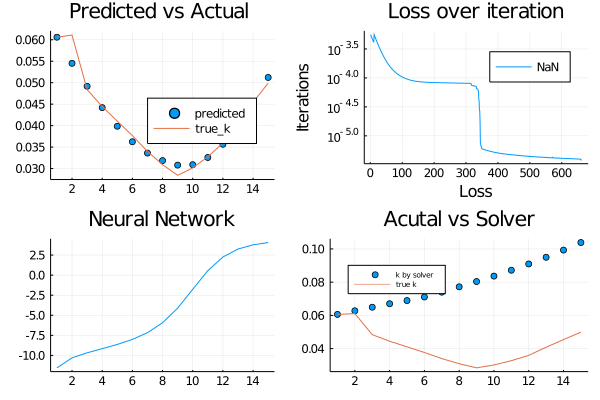 Predicted vs Actual
0.060
0.055
0.050
0.045
0.040
0.035
0.030
predicted
true_k
2 4 6 8 10 12 14
Loss over iteration
10^-3.5
10^-4.0
10^-4.5
10^-5.0
Iterations
NaN
0 100 200 300 400 500 600
Loss
Neural Network
2.5
0.0
-2.5
-5.0
-7.5
-10.0
2 4 6 8 10 12 14
Acutal vs Solver
0.10
0.08
0.06
0.04
k by solver
true k
2 4 6 8 10 12 14